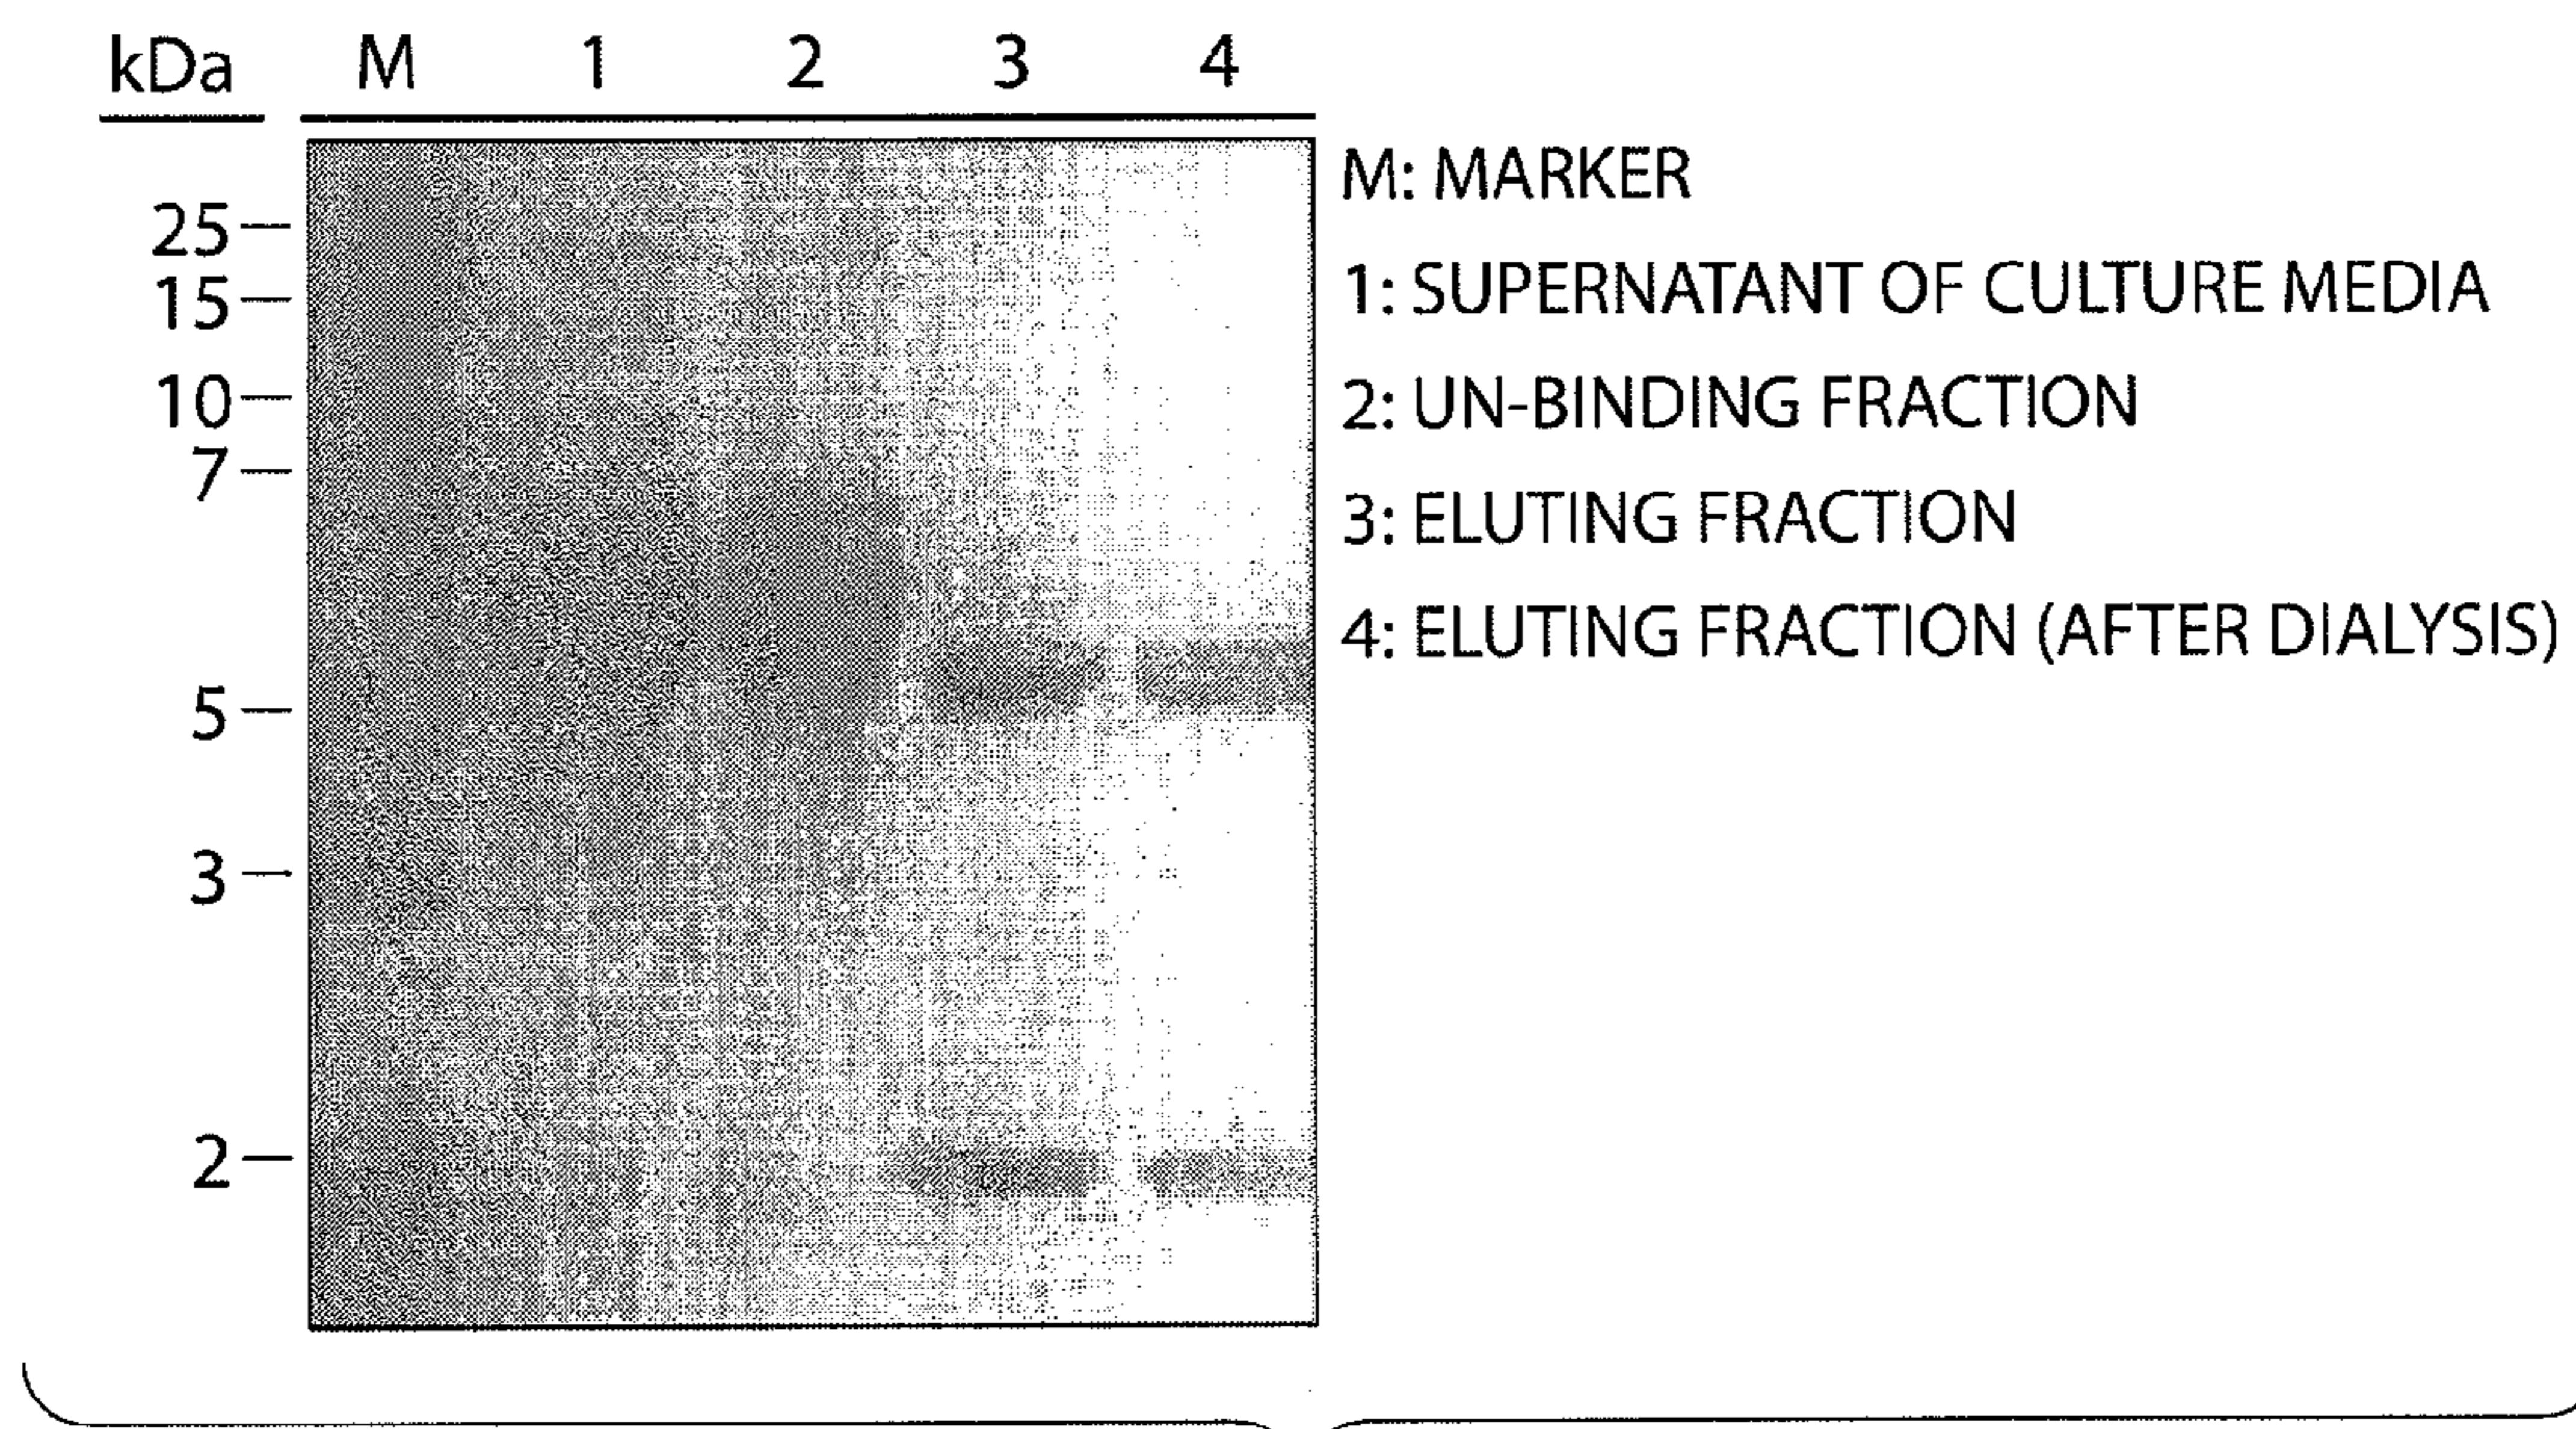 kDa M 1 2 3 4
25
15
10
7
5
3
2
M: MARKER
1: SUPERNATANT OF CULTURE MEDIA
2: UN-BINDING FRACTION
3: ELUTING FRACTION
4: ELUTING FRACTION (AFTER DIALYSIS)